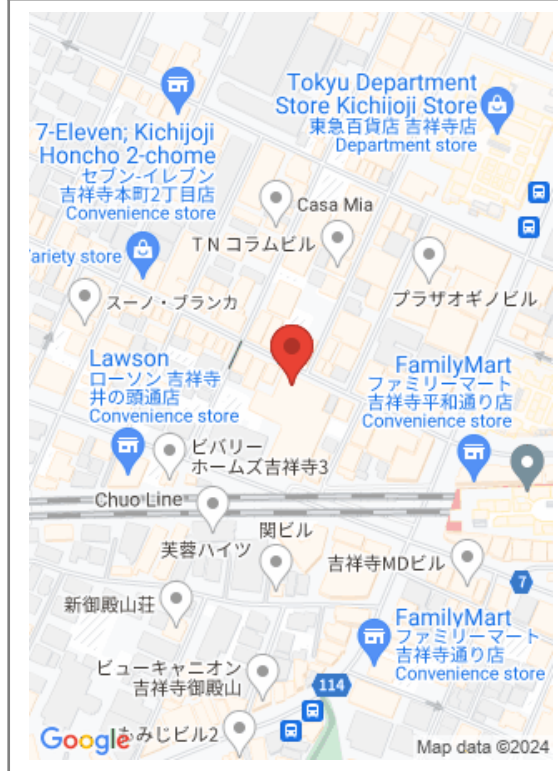 Tokyu Department
Store Kichijoji Store
東急百貨店 吉祥寺店
Department store
7-Eleven; Kichijoji
Honcho 2-chome
セブン-イレブン
吉祥寺本町2丁目店
Convenience store
Casa Mia
TNコラムビル
ariety store
プラザオギノビル
スーノ・ブランカ
Lawson
ローソン 吉祥寺
井の頭通店
Convenience store
FamilyMart
ファミリーマート
吉祥寺平和通り店
Convenience store
ビバリー
ホームズ吉祥寺3
Chuo Line
関ビル
芙蓉ハイツ
吉祥寺MDビル
7
新御殿山荘
FamilyMart
ファミリーマート
吉祥寺通り店
Convenience store
ビューキャニオン
吉祥寺御殿山
114
もみじビル2
Google
Map data ©2024